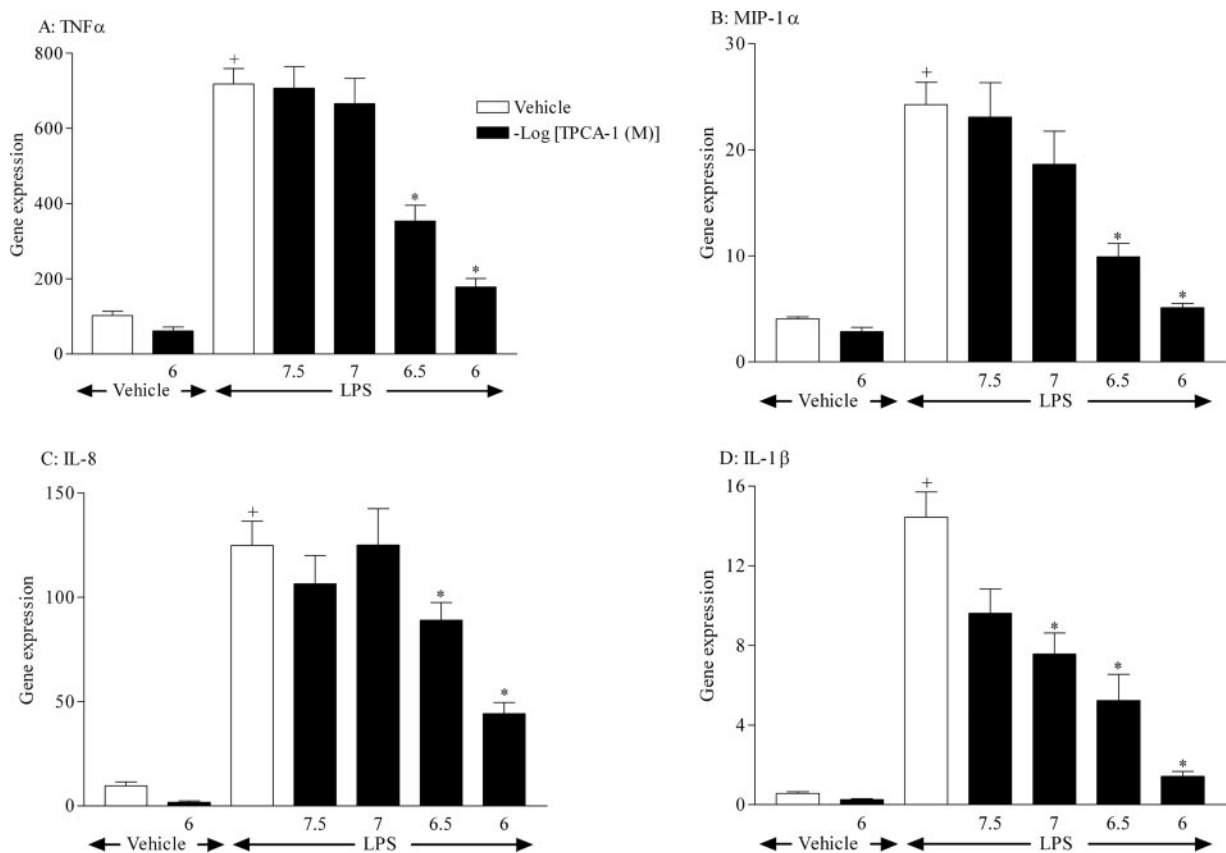 A: TNFα
800
600
400
200
0
Gene expression
+
*
*
6
7.5
7
6.5
6
Vehicle
LPS
Vehicle
-Log [TPCA-1 (M)]
B: MIP-1 α
30
20
10
0
Gene expression
+
*
*
6
7.5
7
6.5
6
Vehicle
LPS
C: IL-8
150
100
50
0
Gene expression
+
*
*
6
7.5
7
6.5
6
Vehicle
LPS
D: IL-1 β
16
12
8
4
0
Gene expression
+
*
*
*
6
7.5
7
6.5
6
Vehicle
LPS